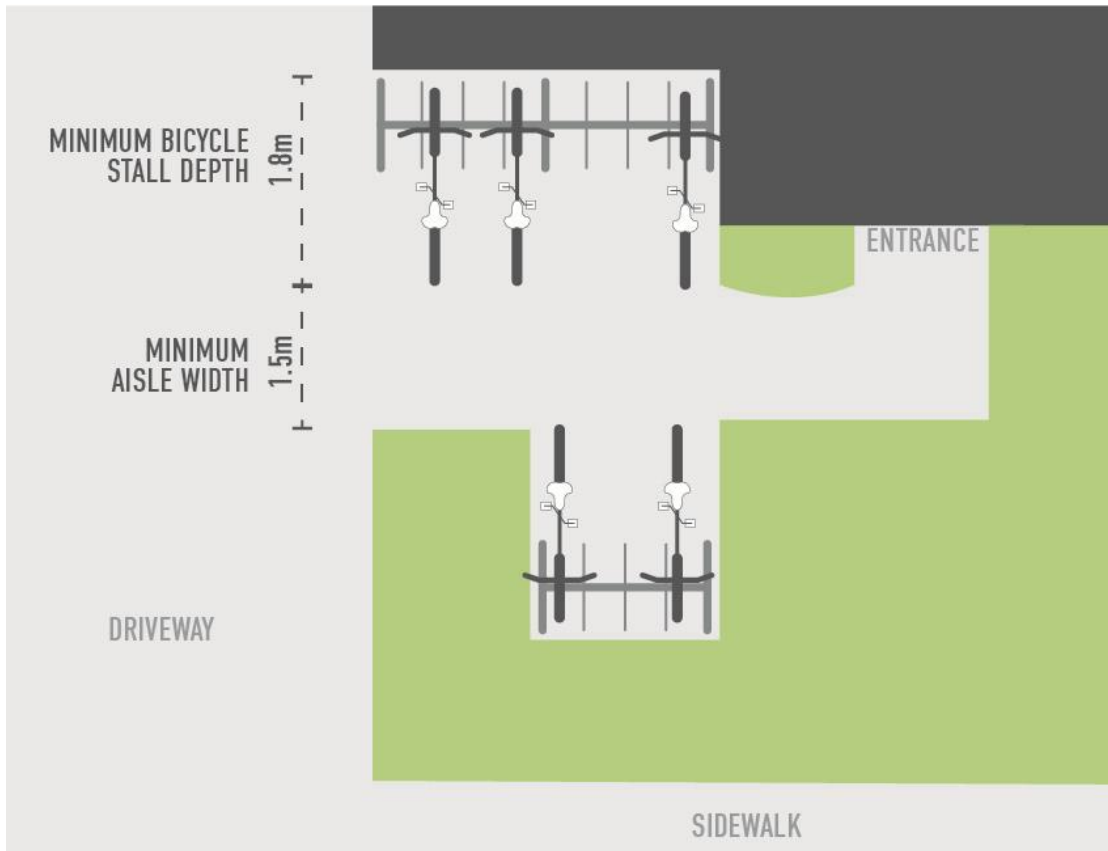 MINIMUM BICYCLE
STALL DEPTH
1.8m
ENTRANCE
MINIMUM
AISLE WIDTH
1.5m
DRIVEWAY
SIDEWALK